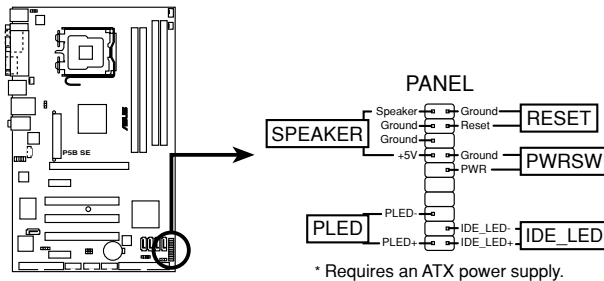 PANEL
SPEAKER
Speaker
Ground
Ground
+5V
Ground
Reset
RESET
Ground
PWR
PWRSW
PLED
PLED-
PLED+
IDE_LED-
IDE_LED+
IDE_LED
* Requires an ATX power supply.
P5B SE
ASUS